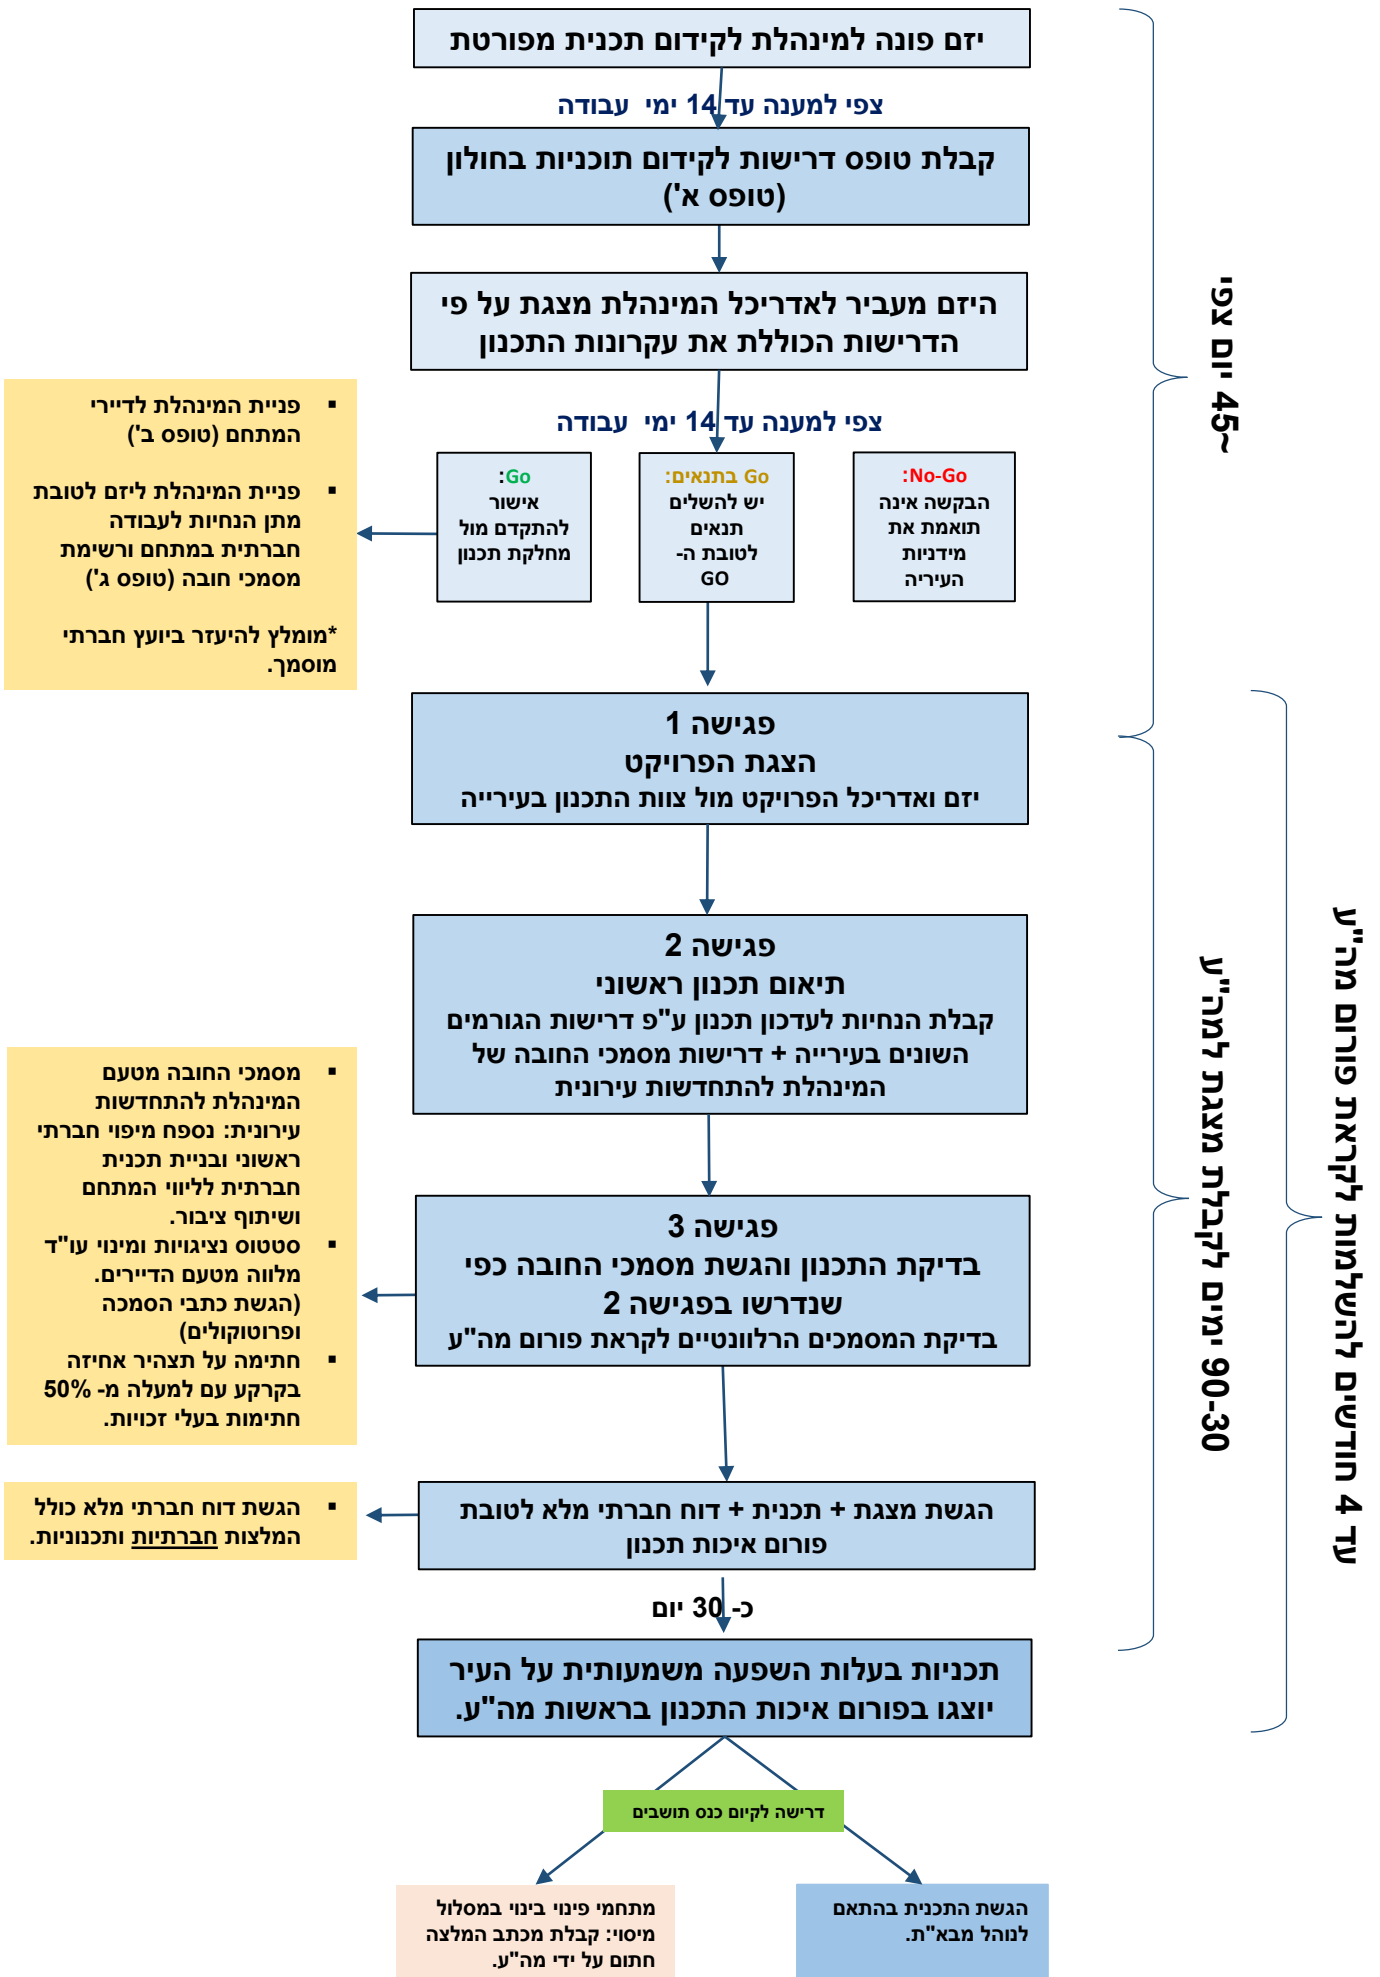 יזם פונה למינהלת לקידום תכנית מפורטת
צפי למענה עד 14 ימי עבודה
קבלת טופס דרישות לקידום תוכניות בחולון
(טופס א')
היזם מעביר לאדריכל המינהלת מצגת על פי
הדרישות הכוללת את עקרונות התכנון
~45 יום צפי
צפי למענה עד 14 ימי עבודה
No-Go:
הבקשה אינה
תואמת את
מידניות
העיריה
Go בתנאים:
יש להשלים
תנאים
לטובת ה-
GO
Go:
אישור
להתקדם מול
מחלקת תכנון
▪ פניית המינהלת לדיירי
המתחם (טופס ב')
▪ פניית המינהלת ליזם לטובת
מתן הנחיות לעבודה
חברתית במתחם ורשימת
מסמכי חובה (טופס ג')
*מומלץ להיעזר ביועץ חברתי
מוסמך.
פגישה 1
הצגת הפרויקט
יזם ואדריכל הפרויקט מול צוות התכנון בעירייה
פגישה 2
תיאום תכנון ראשוני
קבלת הנחיות לעדכון תכנון ע"פ דרישות הגורמים
השונים בעירייה + דרישות מסמכי החובה של
המינהלת להתחדשות עירונית
עד 4 חודשים להשלמות לקראת פורום מה"ע
90-30 ימים לקבלת מצגת למה"ע
פגישה 3
בדיקת התכנון והגשת מסמכי החובה כפי
שנדרשו בפגישה 2
בדיקת המסמכים הרלוונטיים לקראת פורום מה"ע
▪ מסמכי החובה מטעם
המינהלת להתחדשות
עירונית: נספח מיפוי חברתי
ראשוני ובניית תכנית
חברתית לליווי המתחם
ושיתוף ציבור.
▪ סטטוס נציגויות ומינוי עו"ד
מלווה מטעם הדיירים.
(הגשת כתבי הסמכה
ופרוטוקולים)
▪ חתימה על תצהיר אחיזה
בקרקע עם למעלה מ- 50%
חתימות בעלי זכויות.
הגשת מצגת + תכנית + דוח חברתי מלא לטובת
פורום איכות תכנון
▪ הגשת דוח חברתי מלא כולל
המלצות חברתיות ותכנוניות.
כ- 30 יום
תכניות בעלות השפעה משמעותית על העיר
יוצגו בפורום איכות התכנון בראשות מה"ע.
דרישה לקיום כנס תושבים
הגשת התכנית בהתאם
לנוהל מבא"ת.
מתחמי פינוי בינוי במסלול
מיסוי: קבלת מכתב המלצה
חתום על ידי מה"ע.